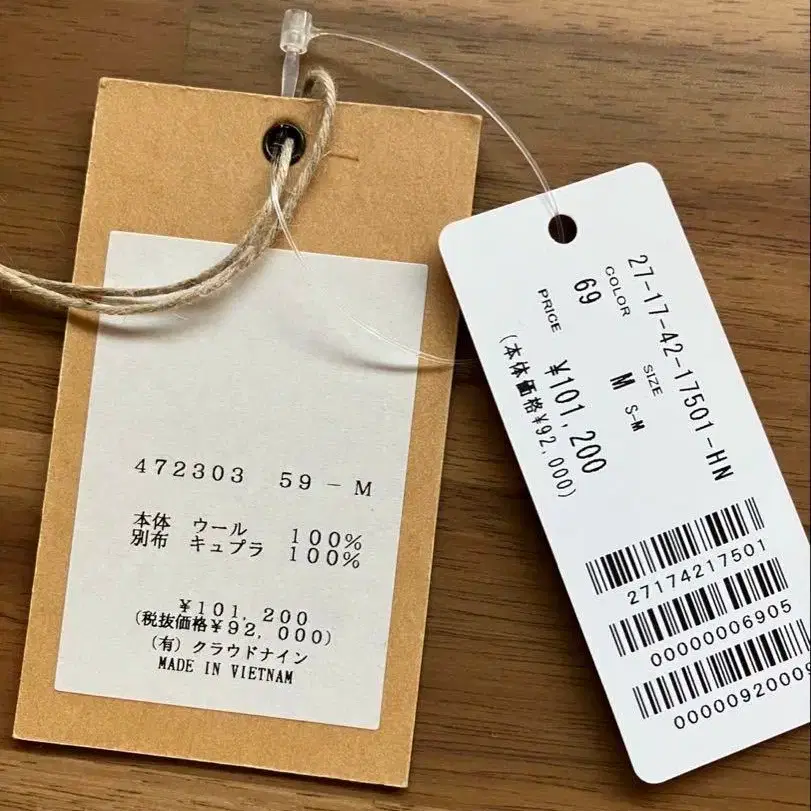 472303 59-M
本体 ウール 100%
別布 キュプラ 100%
¥101,200
(税抜価格¥92,000)
(有) クラウドナイン
MADE IN VIETNAM
27-17-42-17501-HN
COLOR SIZE
69 M S-M
PRICE ¥101,200
(本体価格¥92,000)
27174217501
00000006905
0000092000